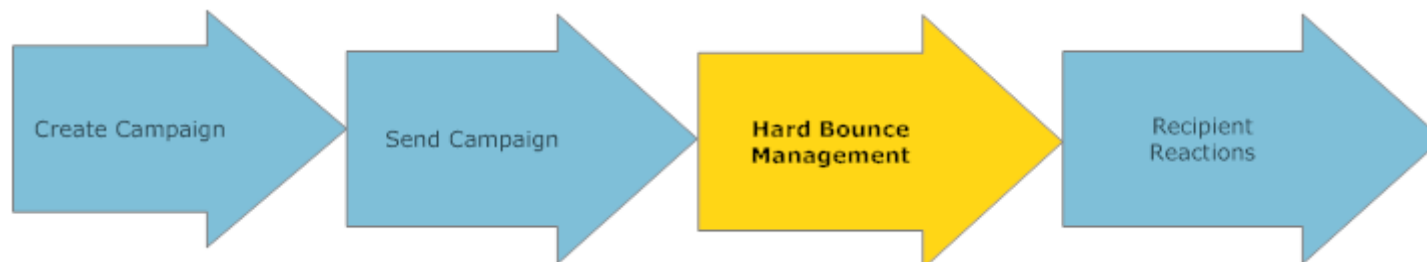 Create Campaign
Send Campaign
Hard Bounce
Management
Recipient
Reactions